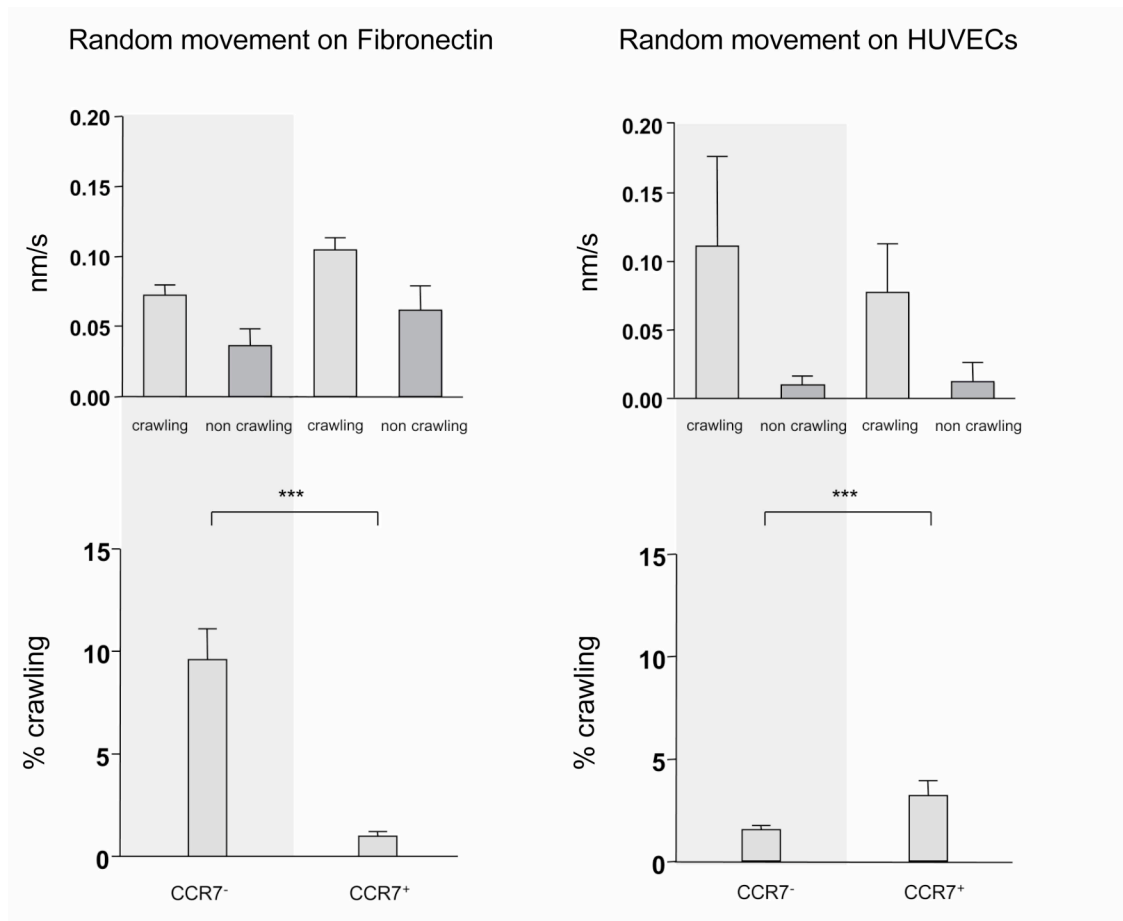 Random movement on Fibronectin
nm/s
0.20
0.15
0.10
0.05
0.00
crawling
non crawling
crawling
non crawling
***
% crawling
15
10
5
0
CCR7⁻
CCR7⁺
Random movement on HUVECs
nm/s
0.20
0.15
0.10
0.05
0.00
crawling
non crawling
crawling
non crawling
***
% crawling
15
10
5
0
CCR7⁻
CCR7⁺